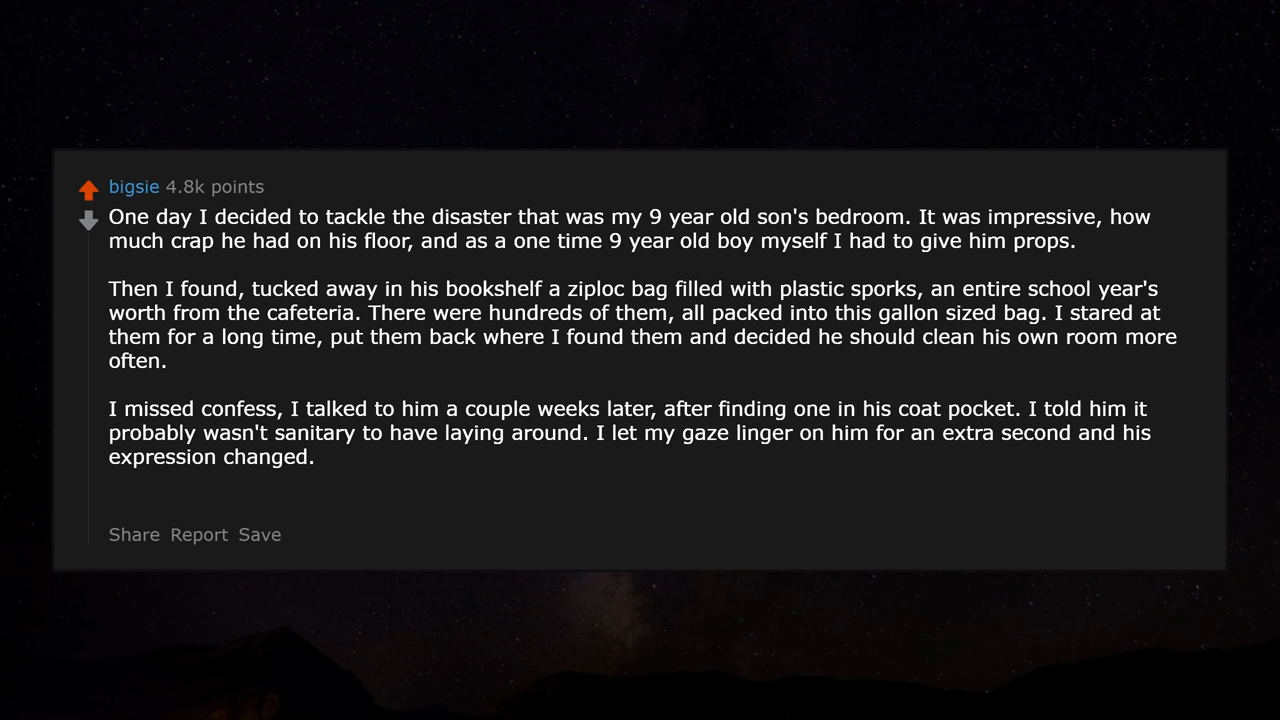 bigsie 4.8k points
One day I decided to tackle the disaster that was my 9 year old son's bedroom. It was impressive, how
much crap he had on his floor, and as a one time 9 year old boy myself I had to give him props.
Then I found, tucked away in his bookshelf a ziploc bag filled with plastic sporks, an entire school year's
worth from the cafeteria. There were hundreds of them, all packed into this gallon sized bag. I stared at
them for a long time, put them back where I found them and decided he should clean his own room more
often.
I missed confess, I talked to him a couple weeks later, after finding one in his coat pocket. I told him it
probably wasn't sanitary to have laying around. I let my gaze linger on him for an extra second and his
expression changed.
Share Report Save